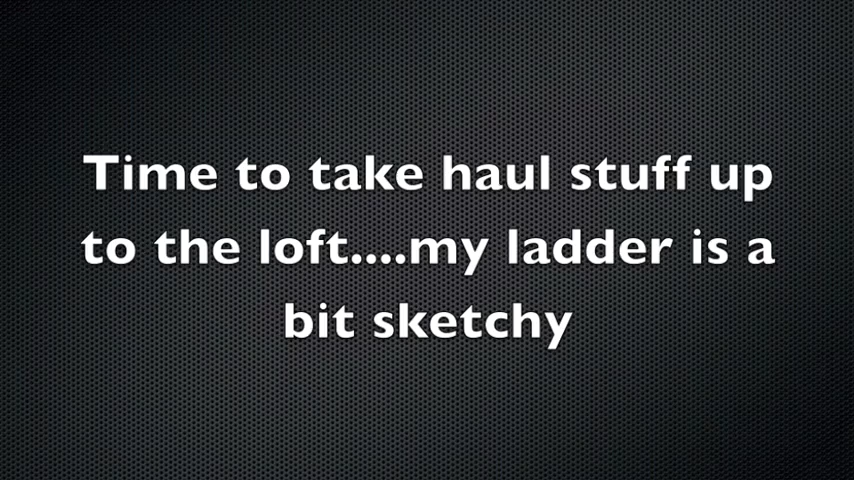 Time to take haul stuff up
to the loft....my ladder is a
bit sketchy